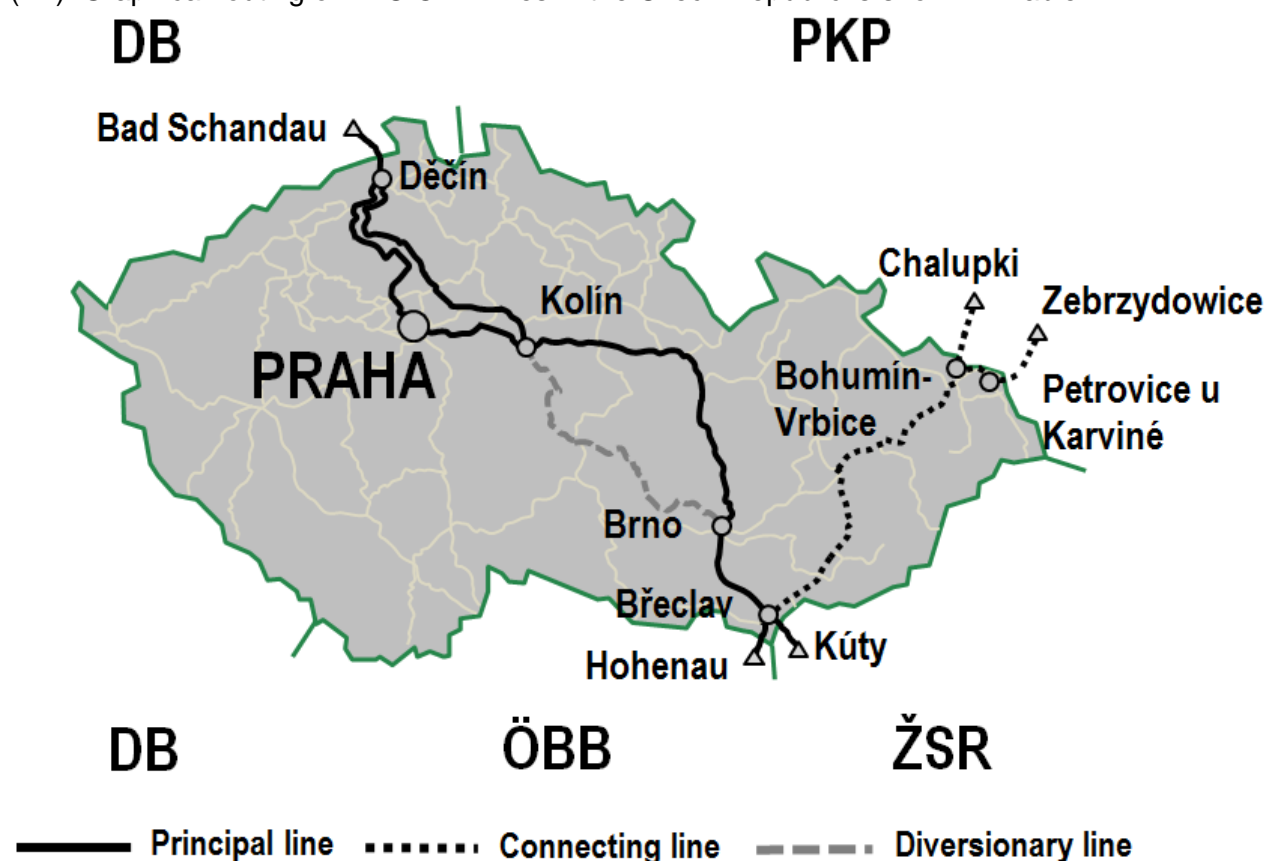 DB
PKP
Bad Schandau
Děčín
Chalupki
Kolín
Zebrzydowice
PRAHA
Bohumín-
Vrbice
Petrovice u
Karviné
Brno
Břeclav
Kúty
Hohenau
DB
ÖBB
ŽSR
Principal line
Connecting line
Diversionary line